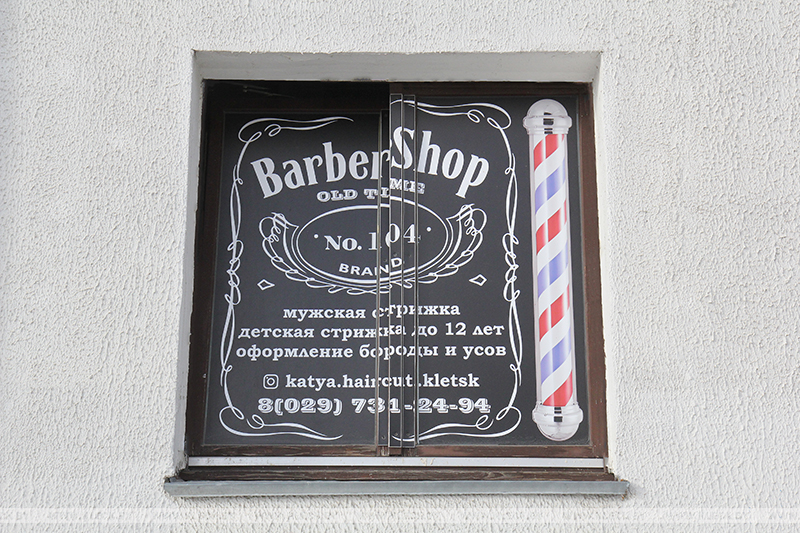 BarberShop
OLD TIME
No. 104
BRAND
мужская стрижка
детская стрижка до 12 лет
оформление бороды и усов
katya.haircut.kletsk
8(029) 731-24-94